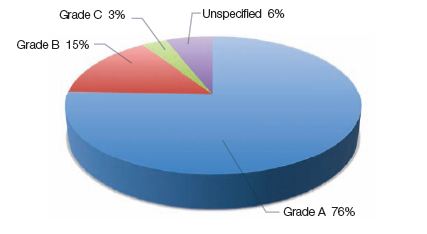 Grade C 3%
Unspecified 6%
Grade B 15%
Grade A 76%